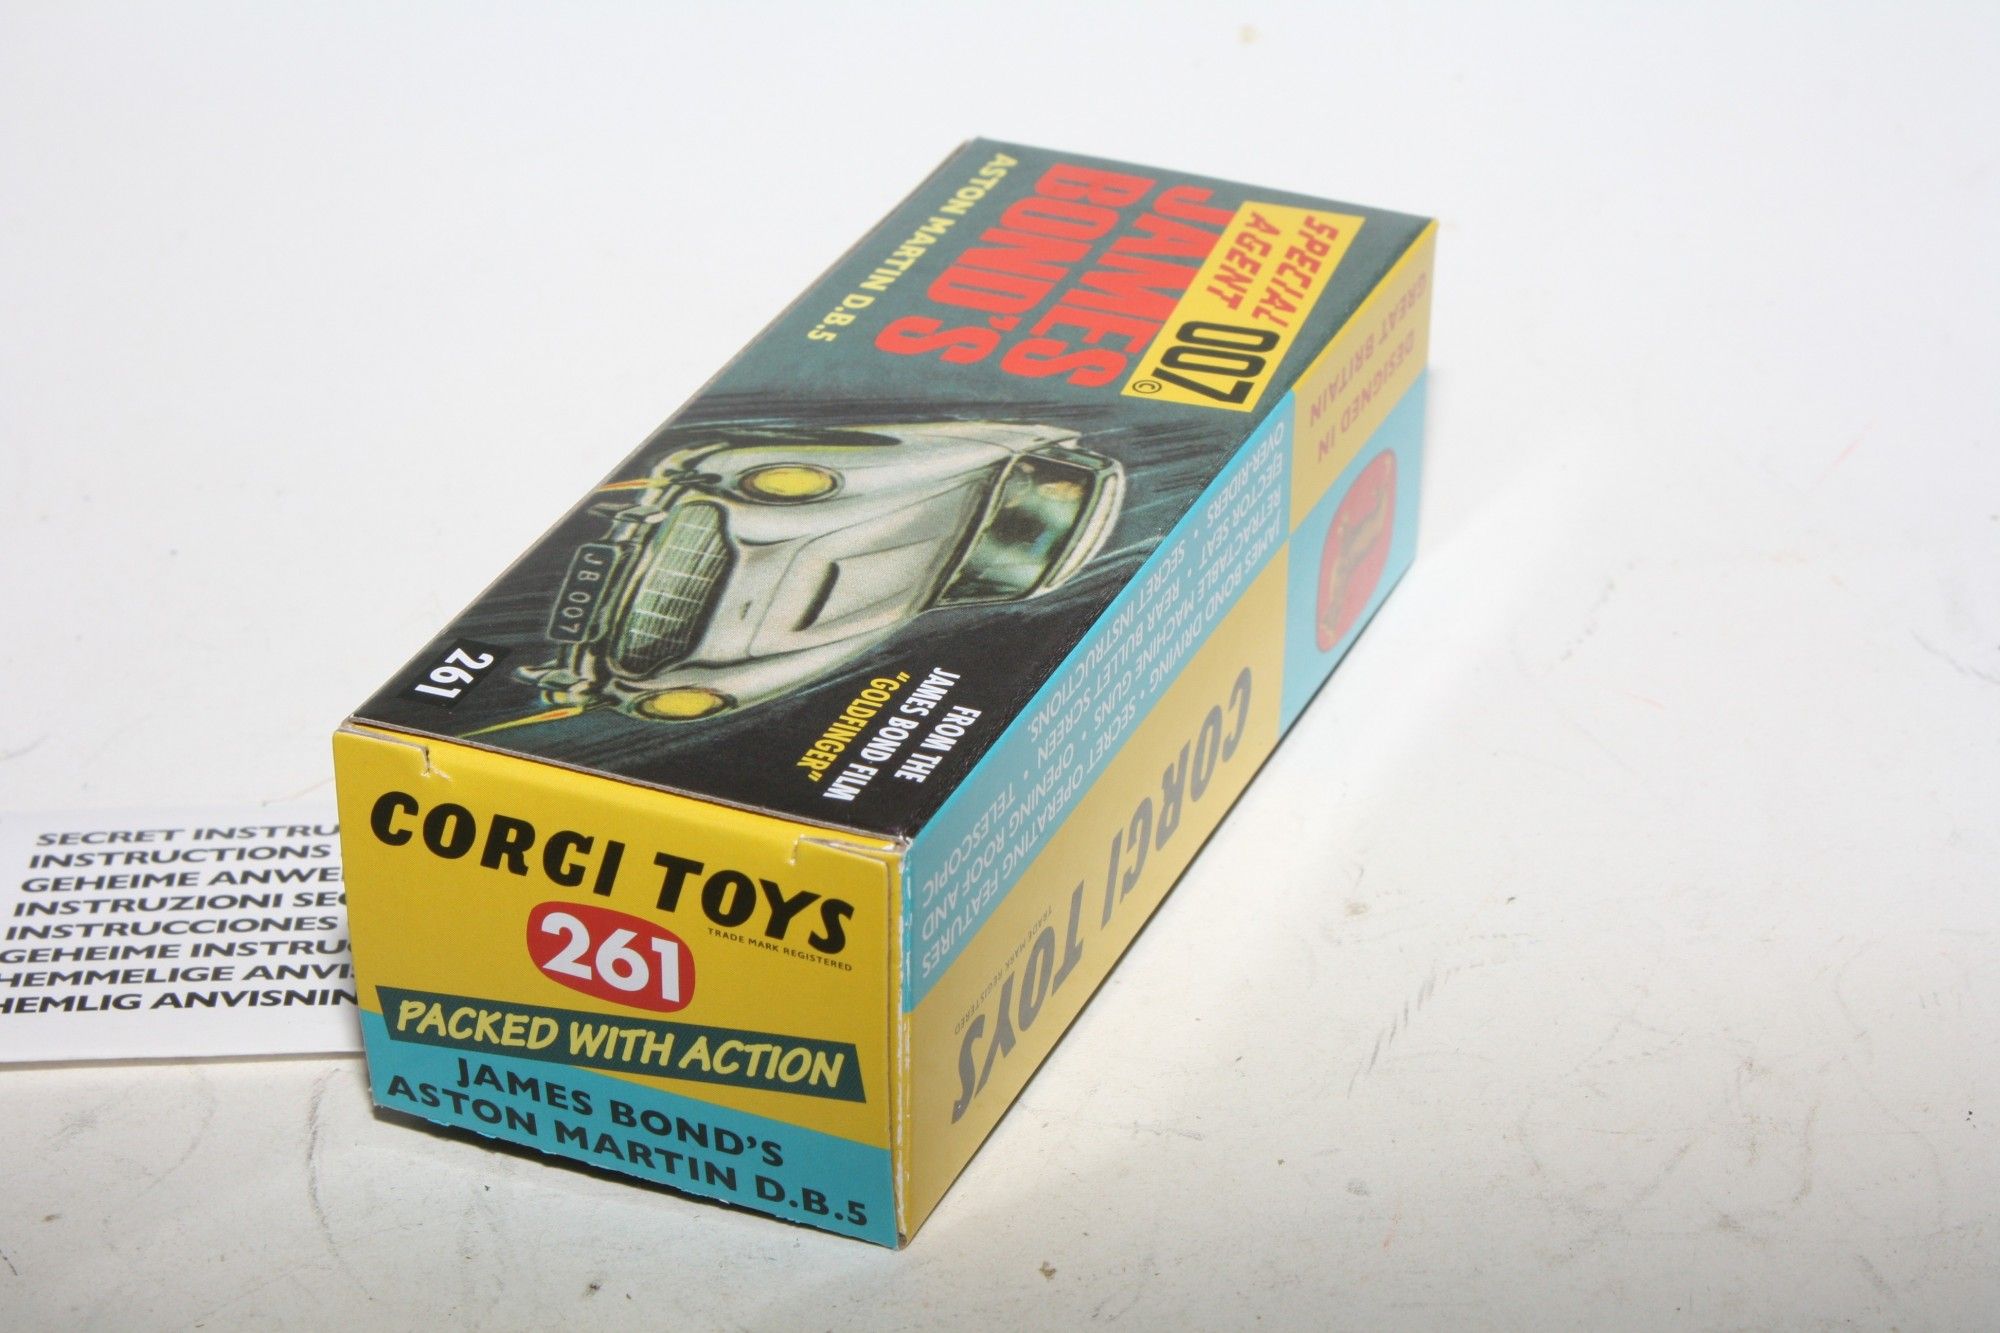 SPECIAL
AGENT 007 ©
JAMES
BOND'S
ASTON MARTIN D.B.5
JB 007
261
FROM THE
JAMES BOND FILM
"GOLDFINGER"
DESIGNED IN
GREAT BRITAIN
JAMES BOND DRIVING • SECRET OPERATING FEATURES
RETRACTABLE MACHINE GUNS • OPENING ROOF AND
EJECTOR SEAT • REAR BULLET SCREEN • TELESCOPIC
OVER-RIDERS • SECRET INSTRUCTIONS.
CORGI TOYS
TRADE MARK REGISTERED
CORGI TOYS
TRADE MARK REGISTERED
261
PACKED WITH ACTION
JAMES BOND'S
ASTON MARTIN D.B.5
SECRET INSTRU
INSTRUCTIONS
GEHEIME ANWE
INSTRUZIONI SE
INSTRUCCIONES
GEHEIME INSTRU
HEMMELIGE ANVI
HEMLIG ANVISNIN